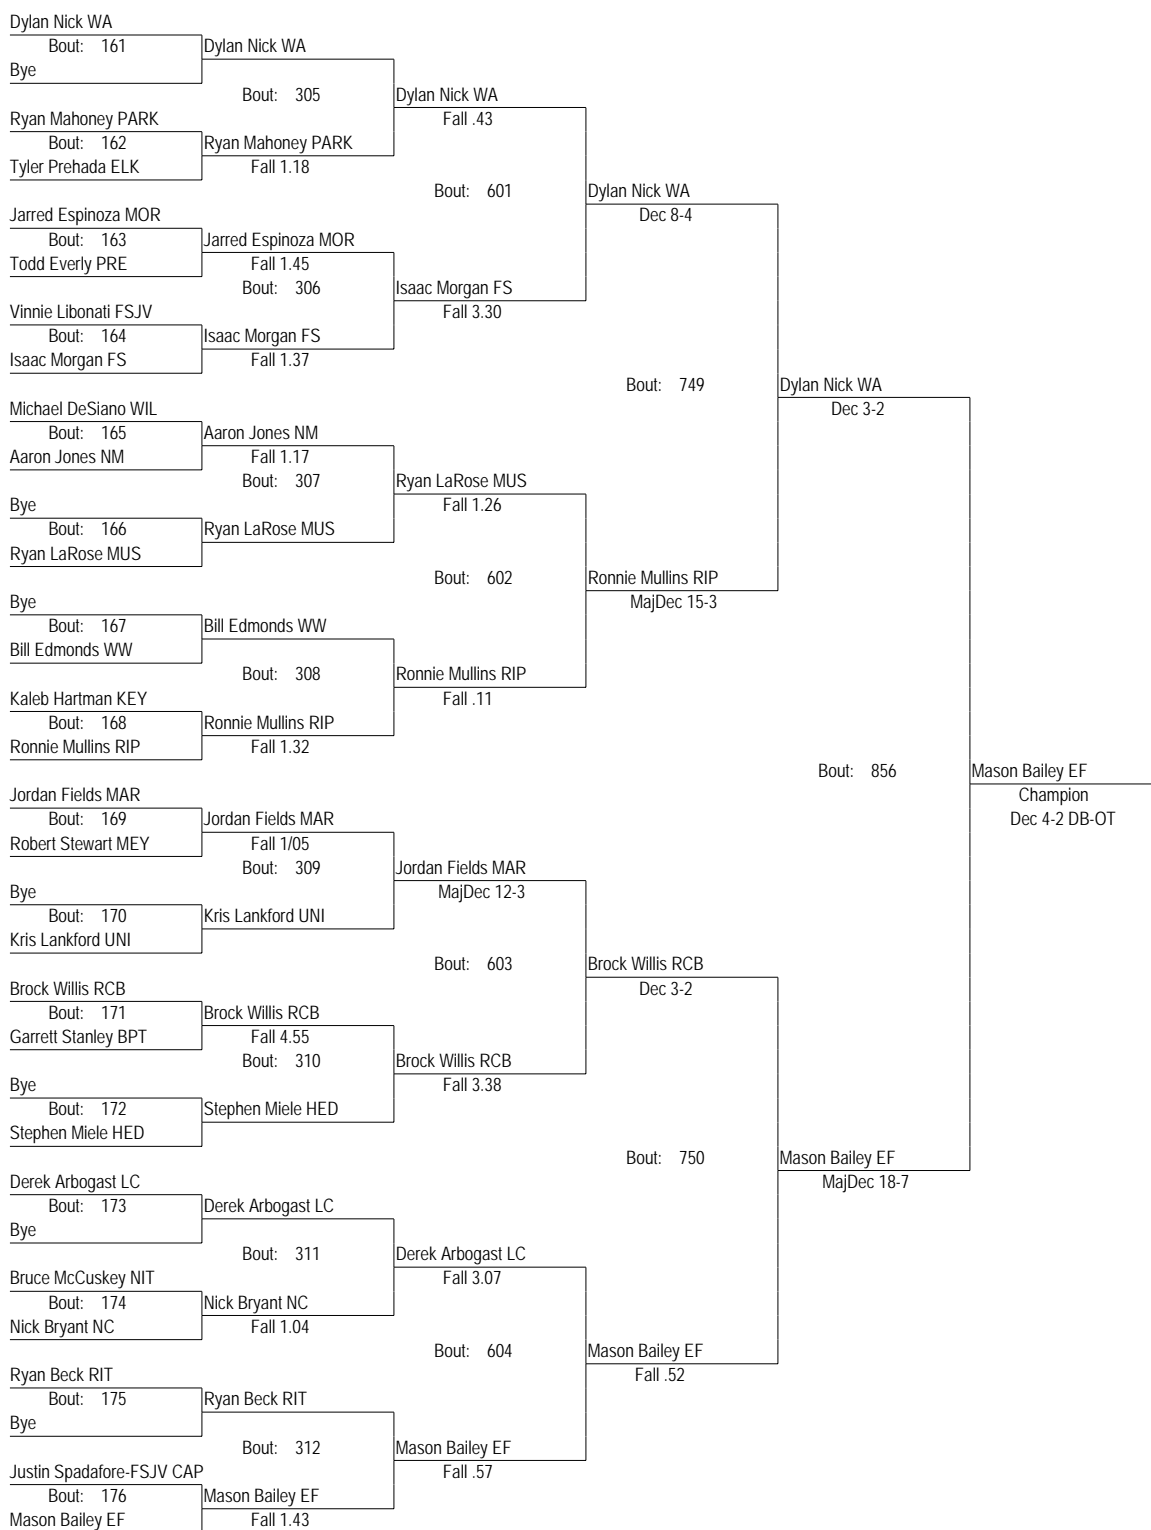 Dylan Nick WA
Bout: 161
Dylan Nick WA
Bye
Bout: 305
Dylan Nick WA
Ryan Mahoney PARK
Fall .43
Bout: 162
Ryan Mahoney PARK
Tyler Prehada ELK
Fall 1.18
Bout: 601
Dylan Nick WA
Jarred Espinoza MOR
Dec 8-4
Bout: 163
Jarred Espinoza MOR
Todd Everly PRE
Fall 1.45
Bout: 306
Isaac Morgan FS
Vinnie Libonati FSJV
Fall 3.30
Bout: 164
Isaac Morgan FS
Isaac Morgan FS
Fall 1.37
Bout: 749
Dylan Nick WA
Michael DeSiano WIL
Dec 3-2
Bout: 165
Aaron Jones NM
Aaron Jones NM
Fall 1.17
Bout: 307
Ryan LaRose MUS
Bye
Fall 1.26
Bout: 166
Ryan LaRose MUS
Ryan LaRose MUS
Bout: 602
Ronnie Mullins RIP
Bye
MajDec 15-3
Bout: 167
Bill Edmonds WW
Bill Edmonds WW
Bout: 308
Ronnie Mullins RIP
Kaleb Hartman KEY
Fall .11
Bout: 168
Ronnie Mullins RIP
Ronnie Mullins RIP
Fall 1.32
Bout: 856
Mason Bailey EF
Jordan Fields MAR
Champion
Bout: 169
Jordan Fields MAR
Dec 4-2 DB-OT
Robert Stewart MEY
Fall 1/05
Bout: 309
Jordan Fields MAR
Bye
MajDec 12-3
Bout: 170
Kris Lankford UNI
Kris Lankford UNI
Bout: 603
Brock Willis RCB
Brock Willis RCB
Dec 3-2
Bout: 171
Brock Willis RCB
Garrett Stanley BPT
Fall 4.55
Bout: 310
Brock Willis RCB
Bye
Fall 3.38
Bout: 172
Stephen Miele HED
Stephen Miele HED
Bout: 750
Mason Bailey EF
Derek Arbogast LC
MajDec 18-7
Bout: 173
Derek Arbogast LC
Bye
Bout: 311
Derek Arbogast LC
Bruce McCuskey NIT
Fall 3.07
Bout: 174
Nick Bryant NC
Nick Bryant NC
Fall 1.04
Bout: 604
Mason Bailey EF
Ryan Beck RIT
Fall .52
Bout: 175
Ryan Beck RIT
Bye
Bout: 312
Mason Bailey EF
Justin Spadafore-FSJV CAP
Fall .57
Bout: 176
Mason Bailey EF
Mason Bailey EF
Fall 1.43